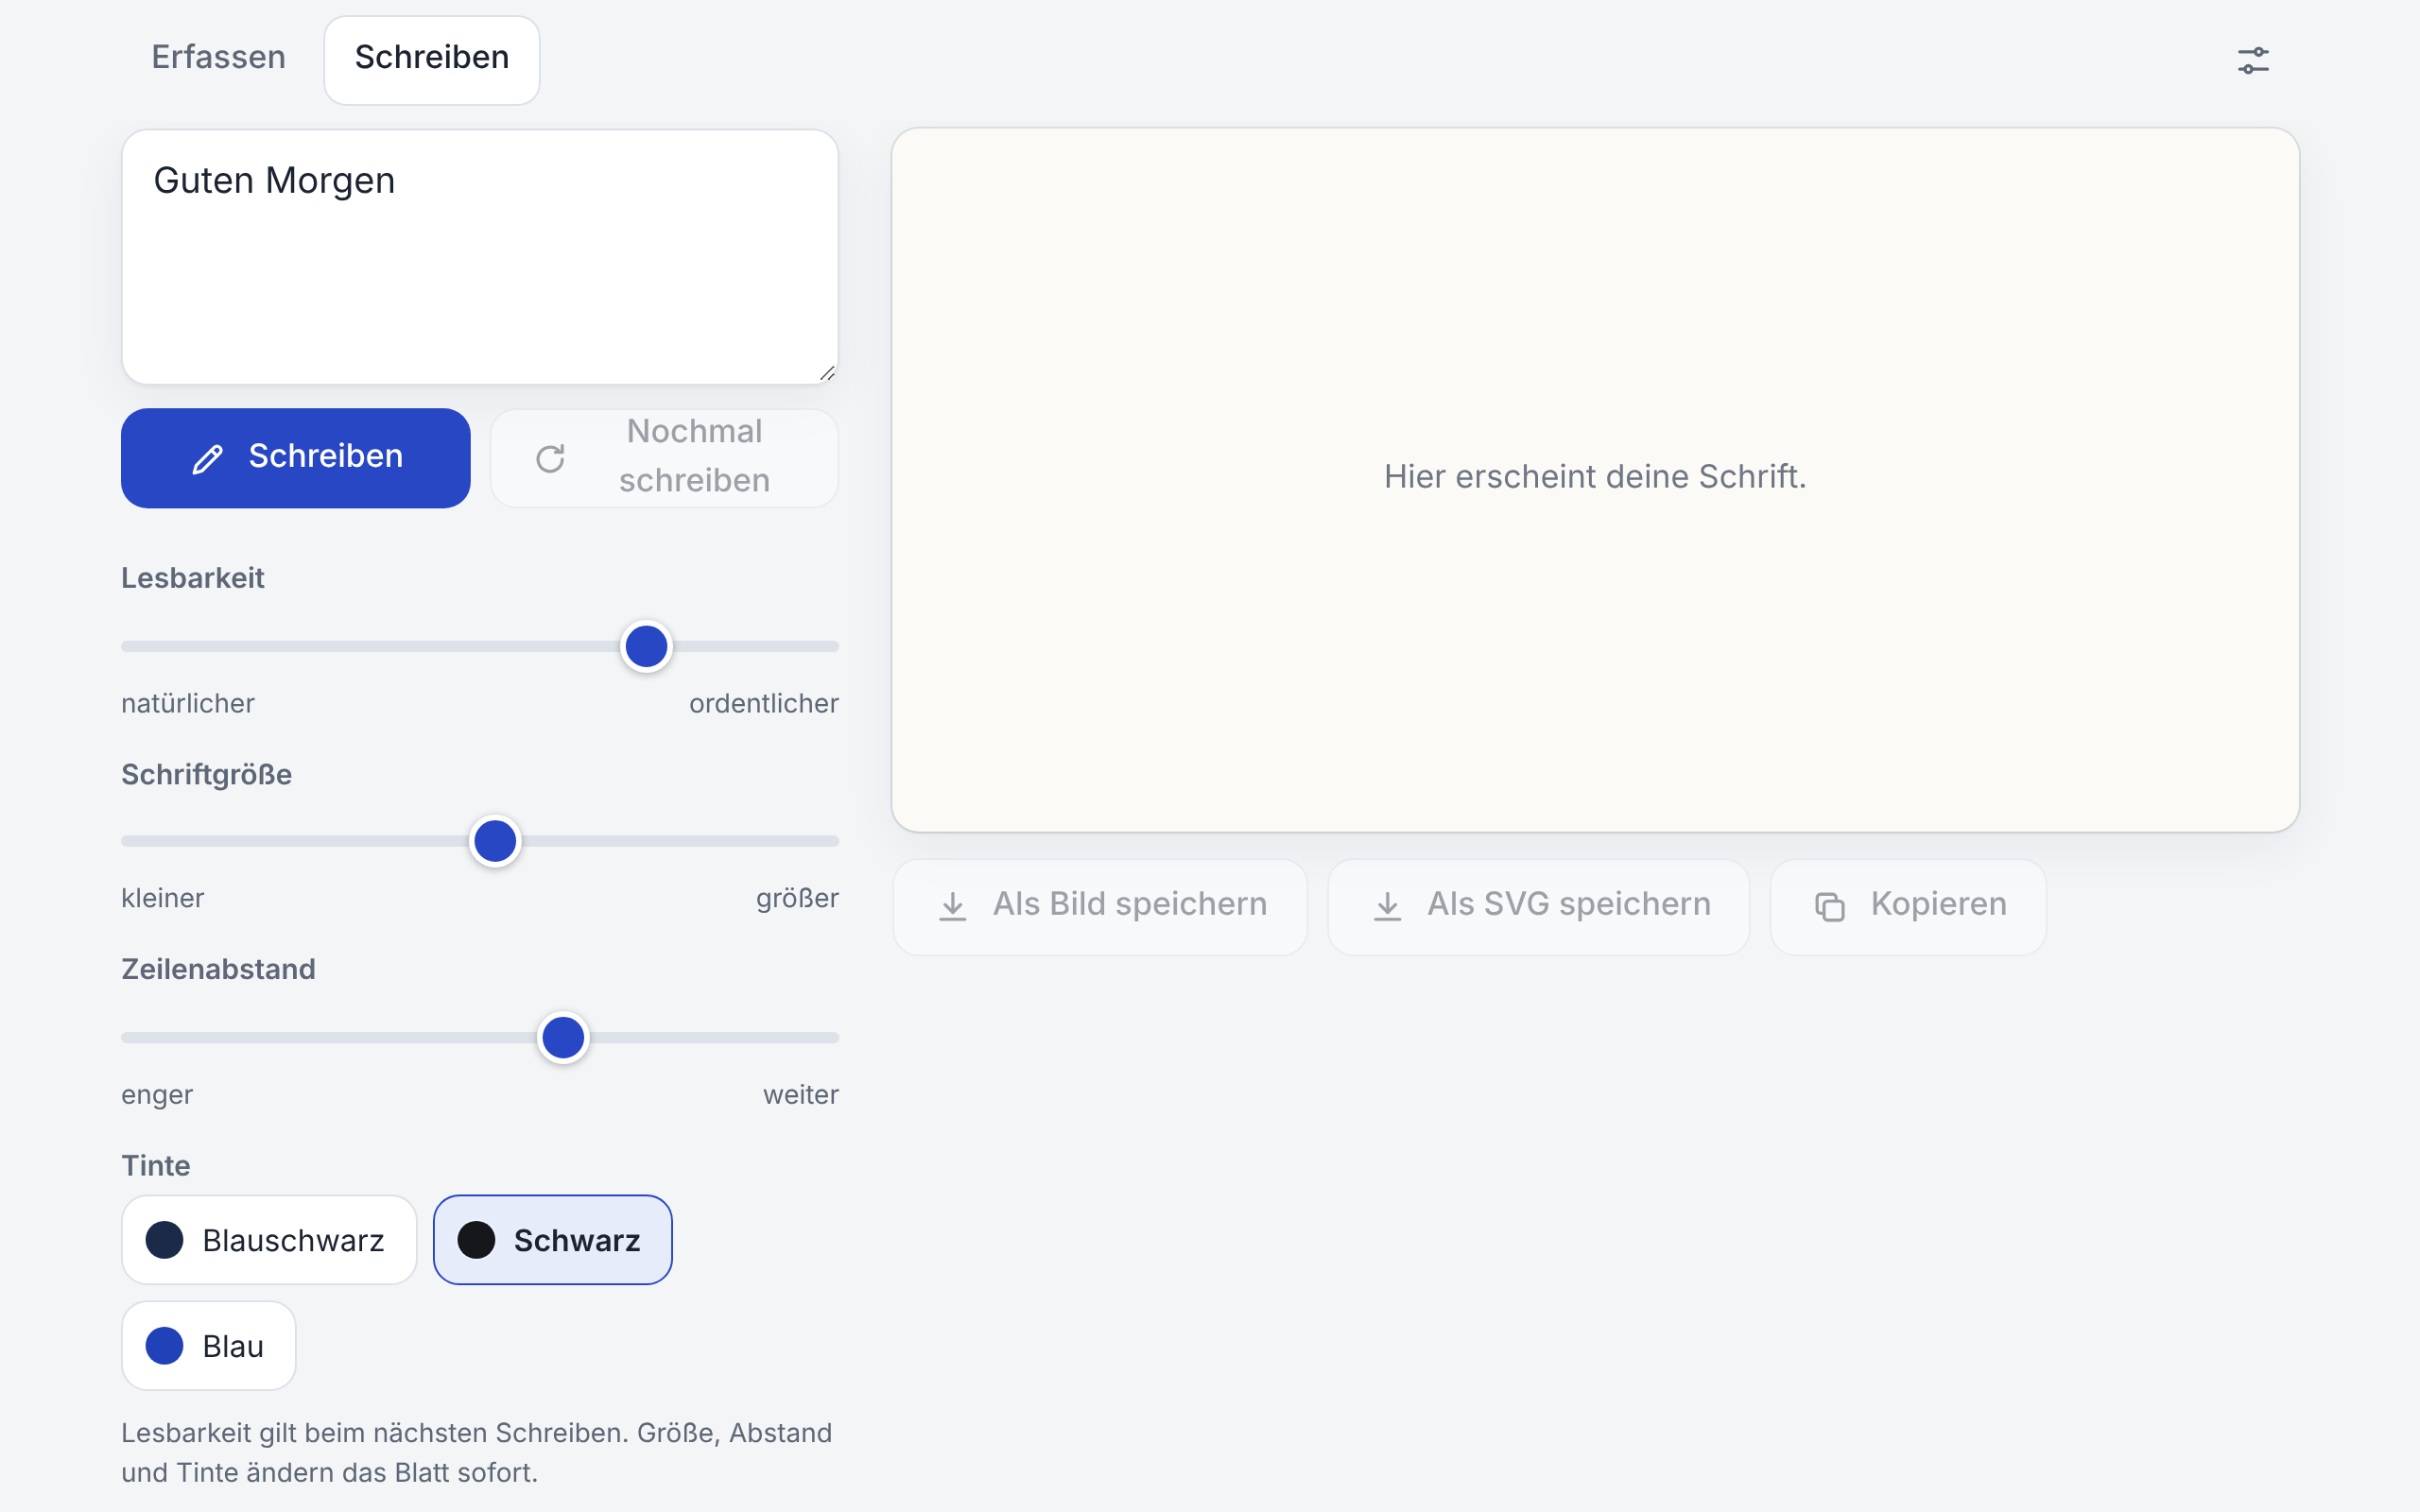 Erfassen
Schreiben
Guten Morgen
Schreiben
Nochmal
schreiben
Lesbarkeit
natürlicher
ordentlicher
Schriftgröße
kleiner
größer
Zeilenabstand
enger
weiter
Tinte
Blauschwarz
Schwarz
Blau
Lesbarkeit gilt beim nächsten Schreiben. Größe, Abstand
und Tinte ändern das Blatt sofort.
Hier erscheint deine Schrift.
Als Bild speichern
Als SVG speichern
Kopieren